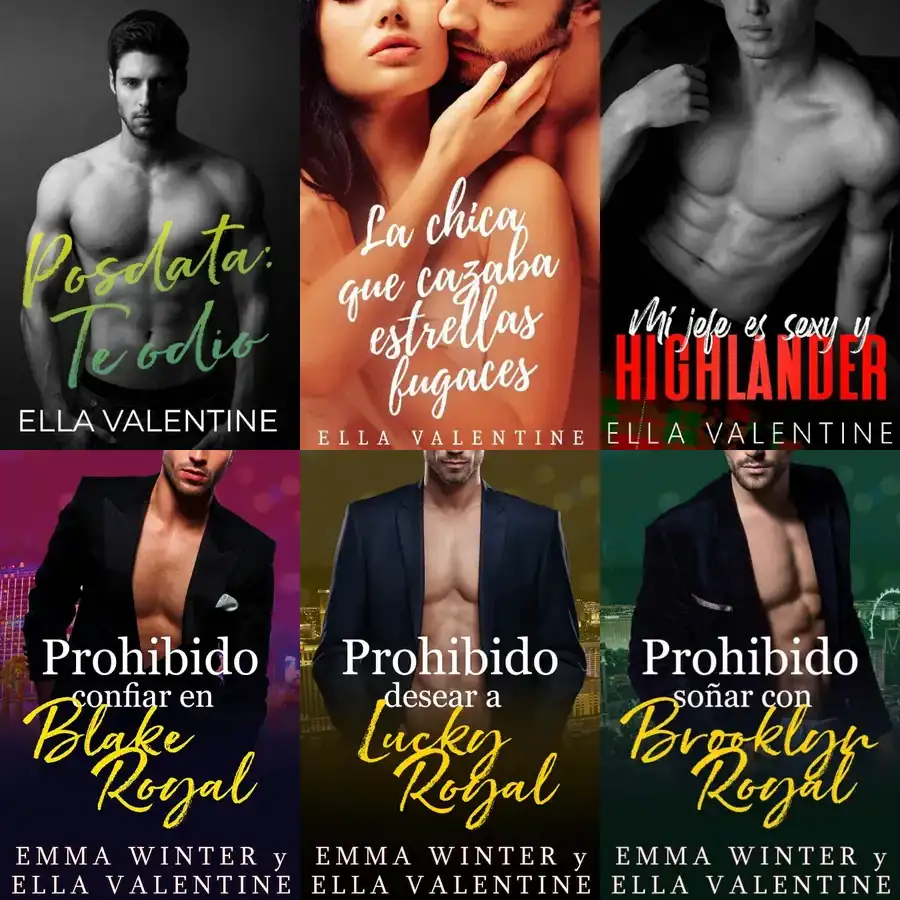 Posdata:
Te odio
ELLA VALENTINE
La chica
que cazaba
estrellas
fugaces
ELLA VALENTINE
Mi jefe es sexy y
HIGHLANDER
ELLA VALENTINE
Prohibido
confiar en
Blake
Royal
EMMA WINTER y
ELLA VALENTINE
Prohibido
desear a
Lucky
Royal
EMMA WINTER y
ELLA VALENTINE
Prohibido
soñar con
Brooklyn
Royal
EMMA WINTER y
ELLA VALENTINE